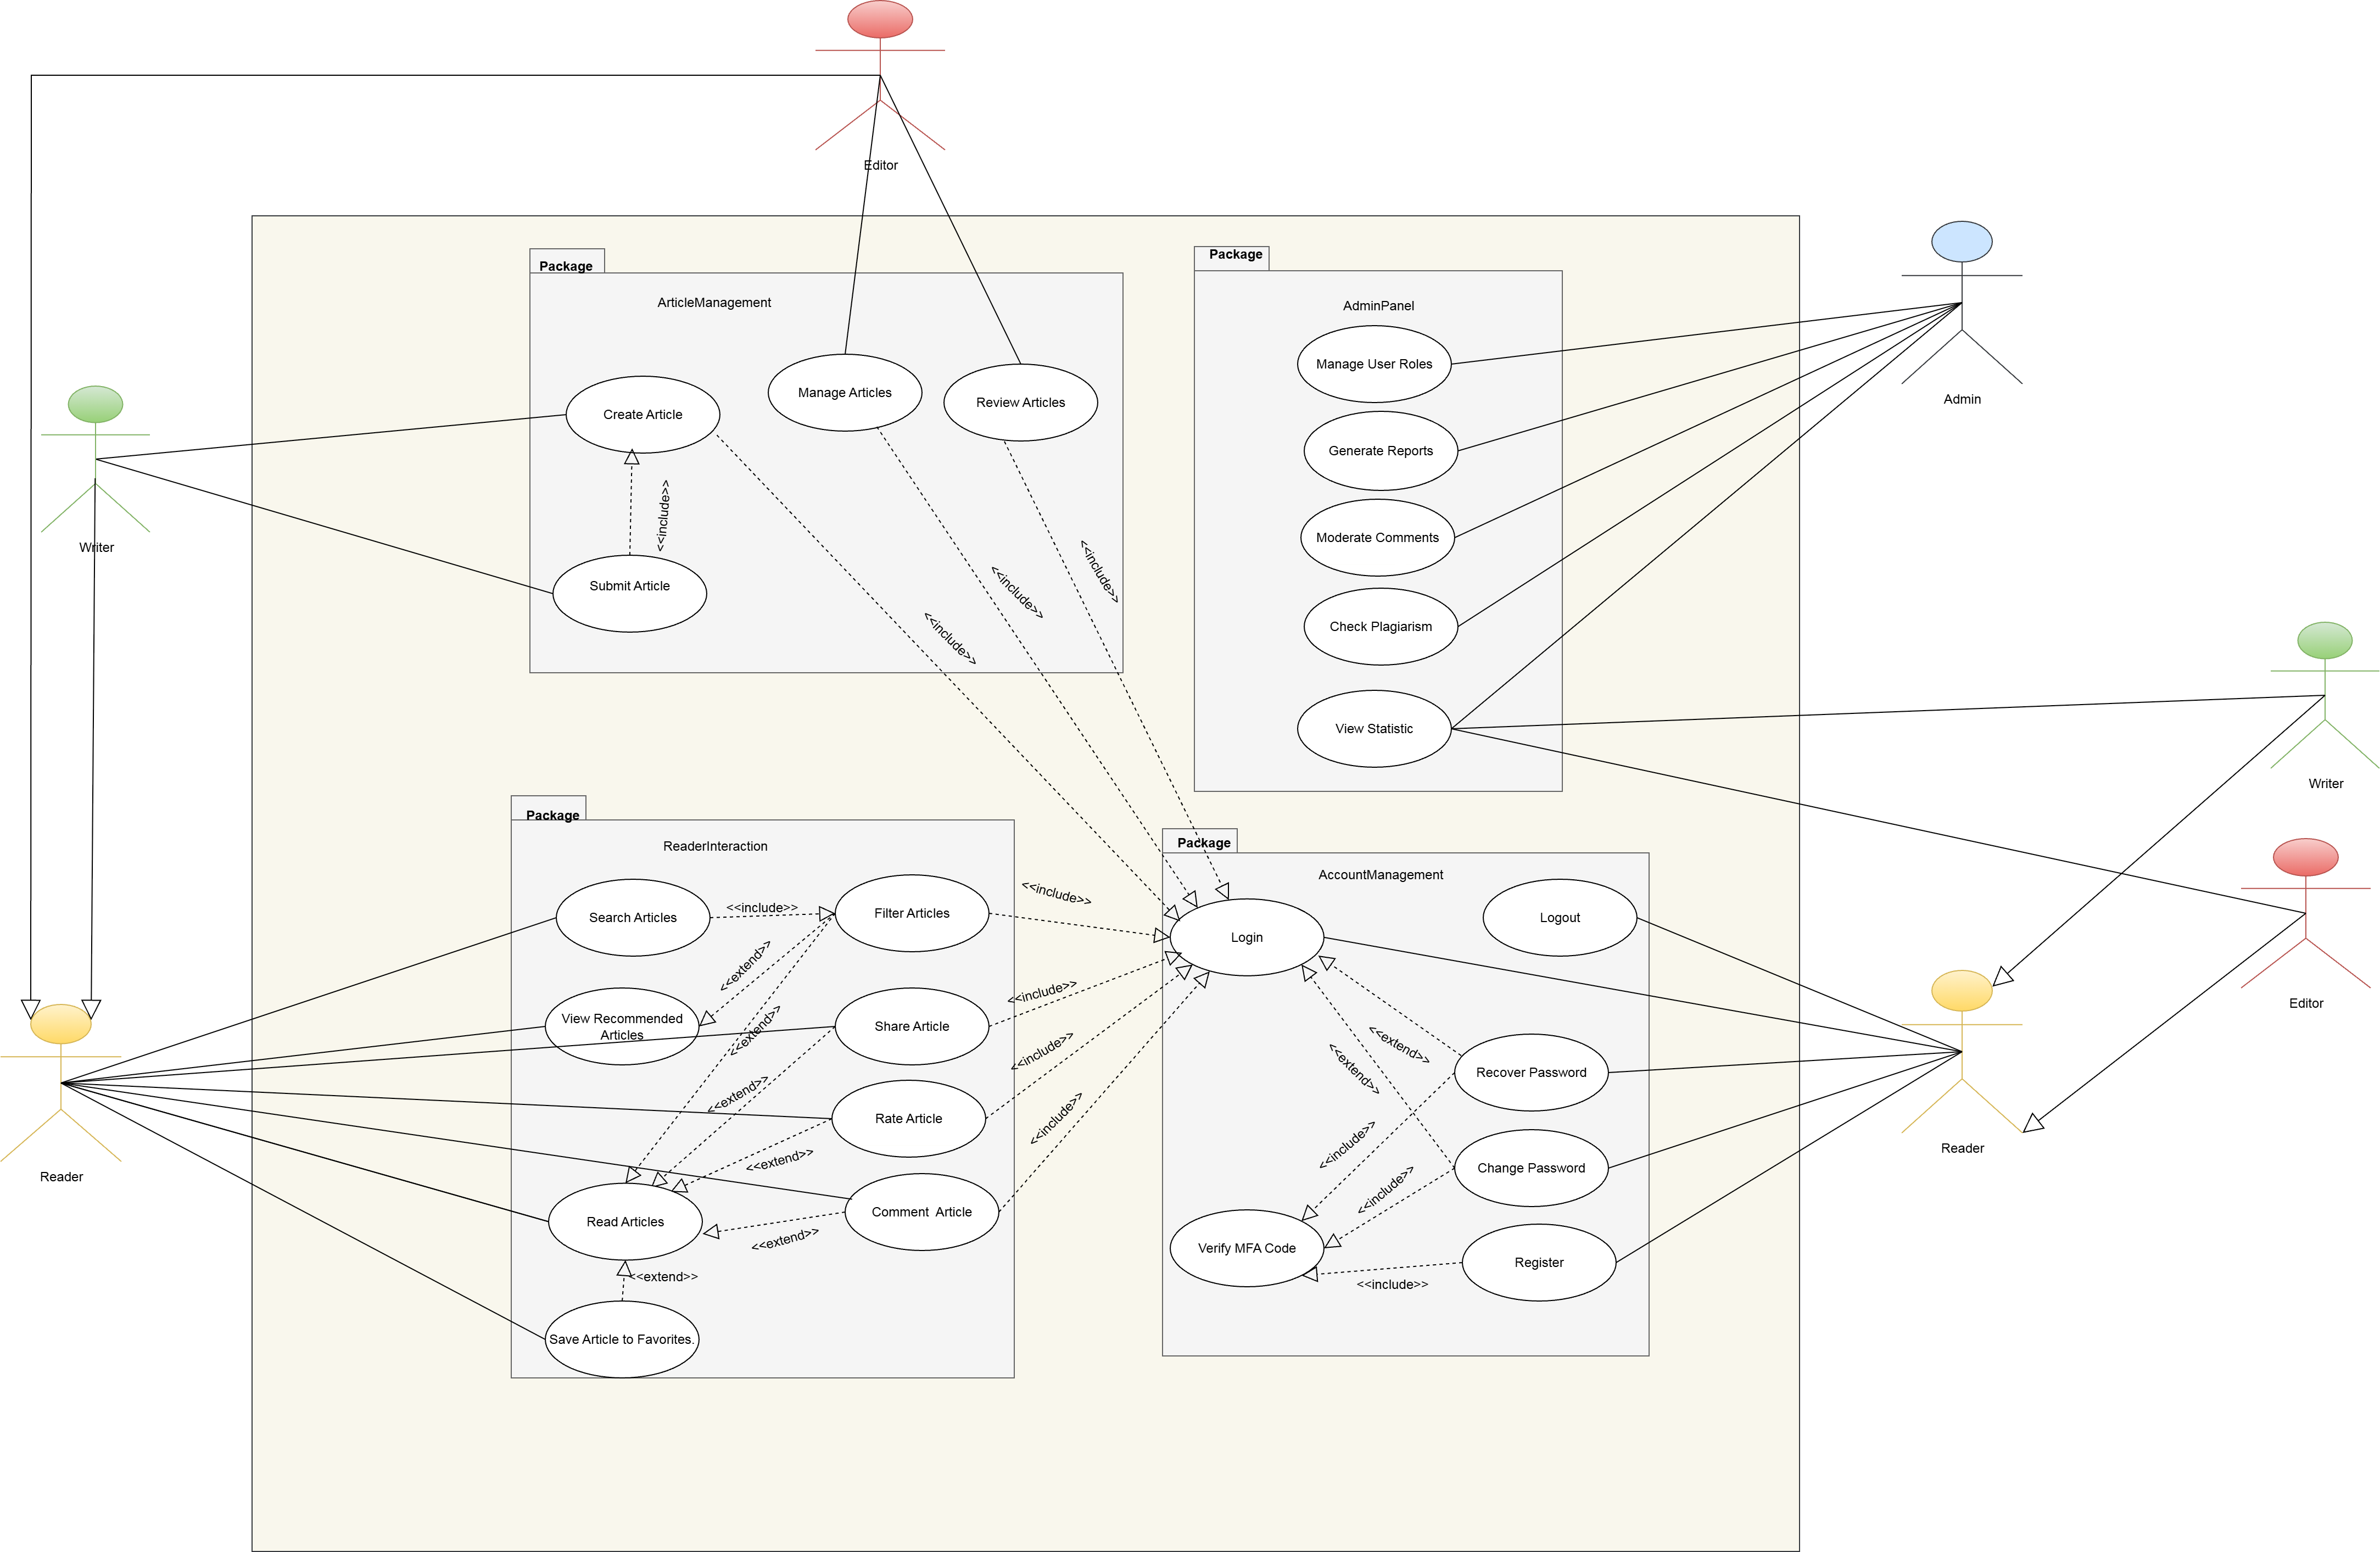 Editor
Package
ArticleManagement
Create Article
Manage Articles
Review Articles
<<include>>
Submit Article
<<include>>
<<include>>
<<include>>
Package
AdminPanel
Manage User Roles
Generate Reports
Moderate Comments
Check Plagiarism
View Statistic
Admin
Writer
Writer
Editor
Package
ReaderInteraction
Search Articles
<<include>>
Filter Articles
<<include>>
<<extend>>
View Recommended
Articles
<<extend>>
Share Article
<<include>>
<<extend>>
Rate Article
<<include>>
<<extend>>
Read Articles
Comment  Article
<<include>>
<<extend>>
<<extend>>
Save Article to Favorites.
Reader
Package
AccountManagement
Login
Logout
<<extend>>
<<extend>>
Recover Password
<<include>>
Change Password
<<include>>
Verify MFA Code
Register
<<include>>
Reader